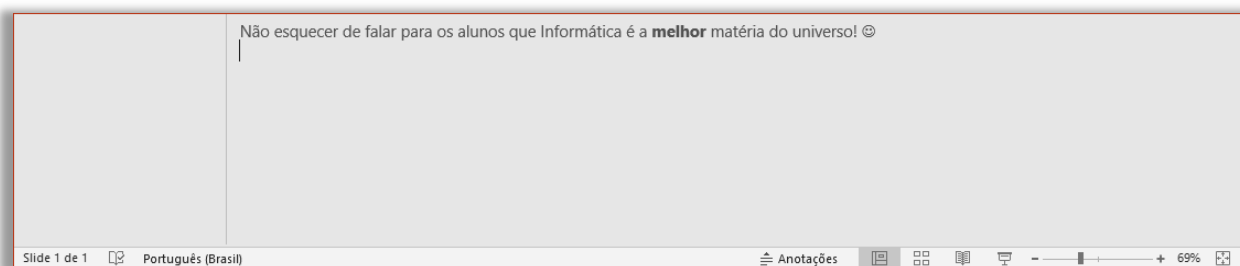 Não esquecer de falar para os alunos que Informática é a melhor matéria do universo! ☺
Slide 1 de 1 Português (Brasil) Anotações - + 69%